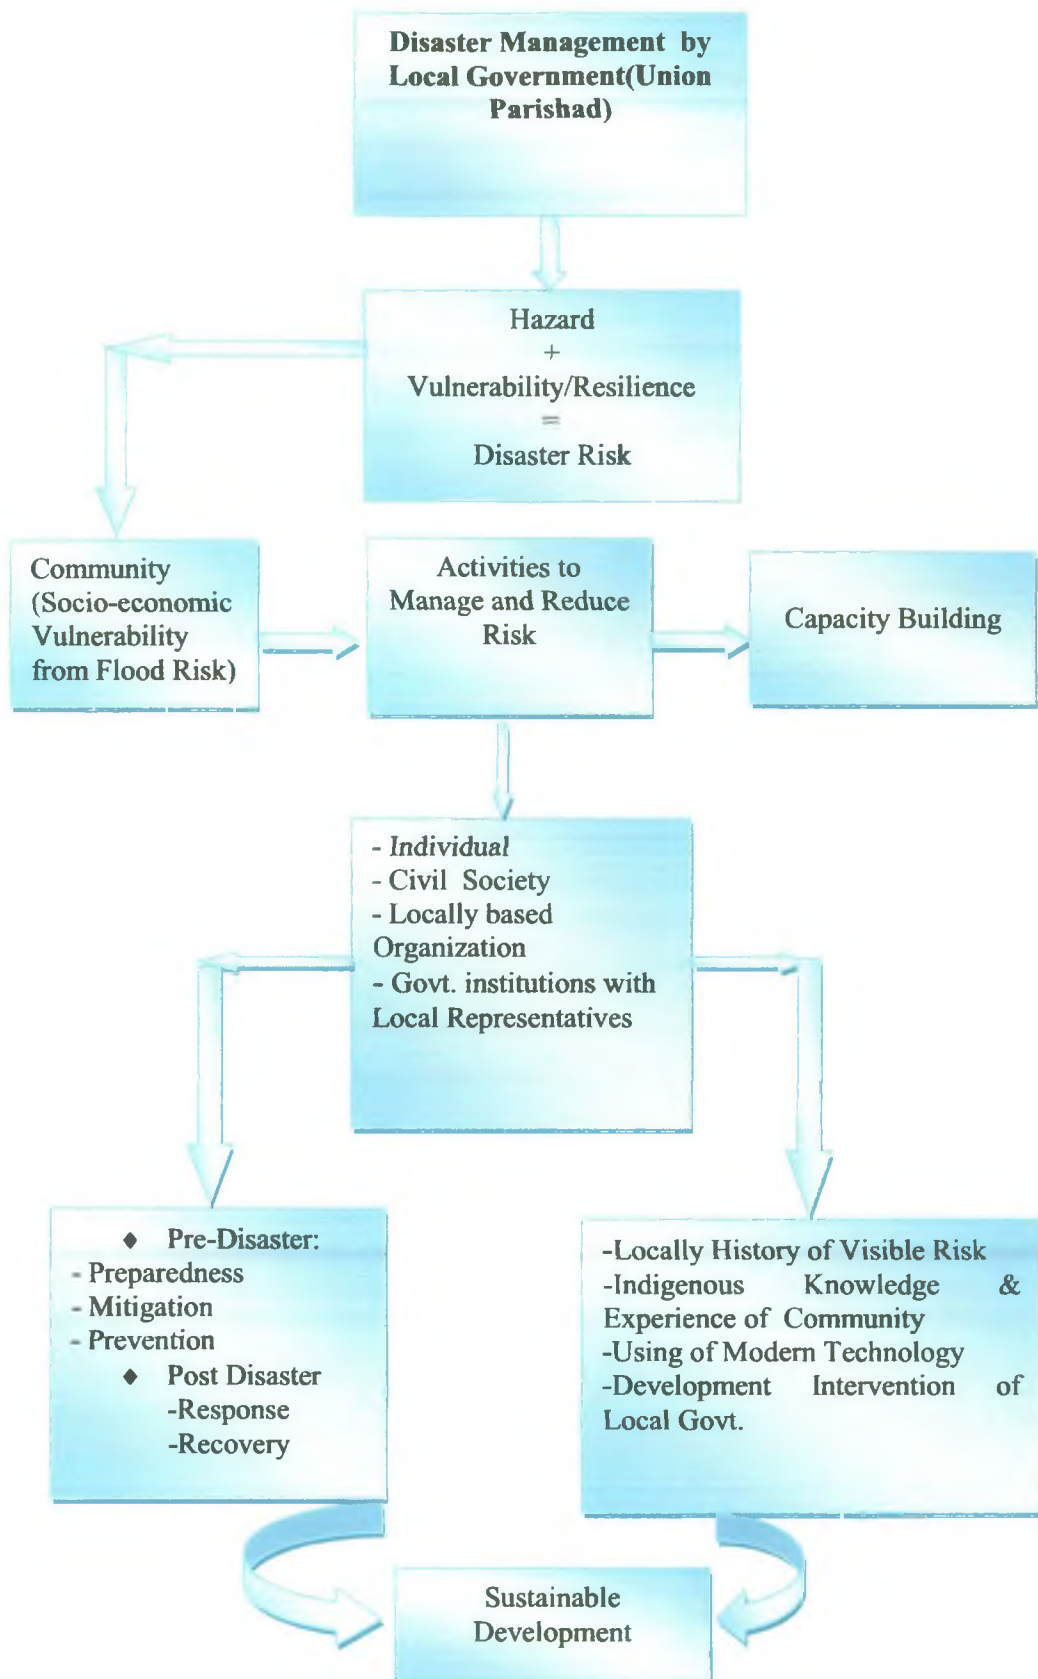 Disaster Management by
Local Government(Union
Parishad)
Hazard
+
Vulnerability/Resilience
=
Disaster Risk
Community
(Socio-economic
Vulnerability
from Flood Risk)
Activities to
Manage and Reduce
Risk
Capacity Building
- Individual
- Civil Society
- Locally based
Organization
- Govt. institutions with
Local Representatives
♦ Pre-Disaster:
- Preparedness
- Mitigation
- Prevention
♦ Post Disaster
-Response
-Recovery
-Locally History of Visible Risk
-Indigenous Knowledge &
Experience of Community
-Using of Modern Technology
-Development Intervention of
Local Govt.
Sustainable
Development